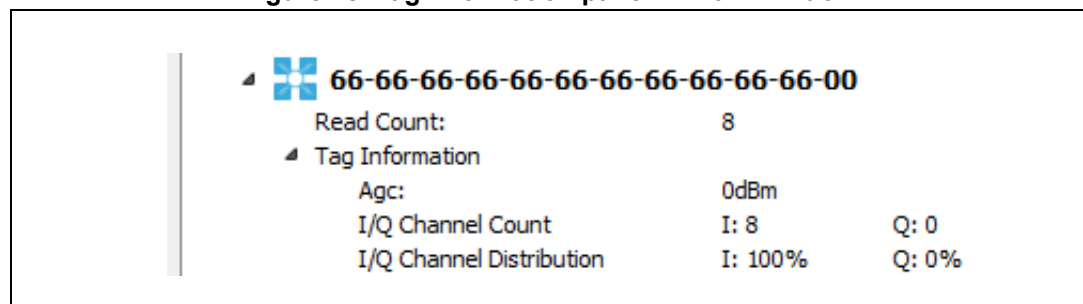 66-66-66-66-66-66-66-66-66-66-66-00
Read Count: 8
Tag Information
Agc: 0dBm
I/Q Channel Count I: 8 Q: 0
I/Q Channel Distribution I: 100% Q: 0%